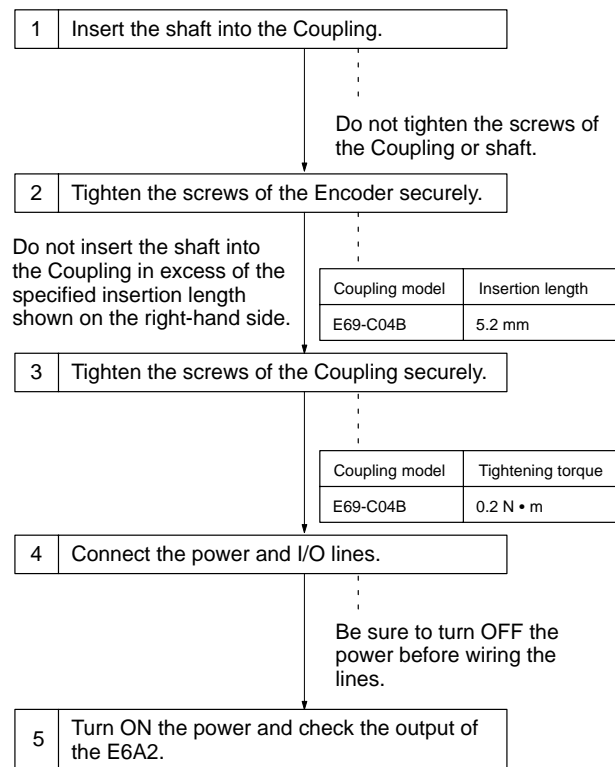 1 Insert the shaft into the Coupling.
Do not tighten the screws of
the Coupling or shaft.
2 Tighten the screws of the Encoder securely.
Do not insert the shaft into
the Coupling in excess of the
specified insertion length
shown on the right-hand side.
Coupling model Insertion length
E69-C04B 5.2 mm
3 Tighten the screws of the Coupling securely.
Coupling model Tightening torque
E69-C04B 0.2 N • m
4 Connect the power and I/O lines.
Be sure to turn OFF the
power before wiring the
lines.
5 Turn ON the power and check the output of
the E6A2.